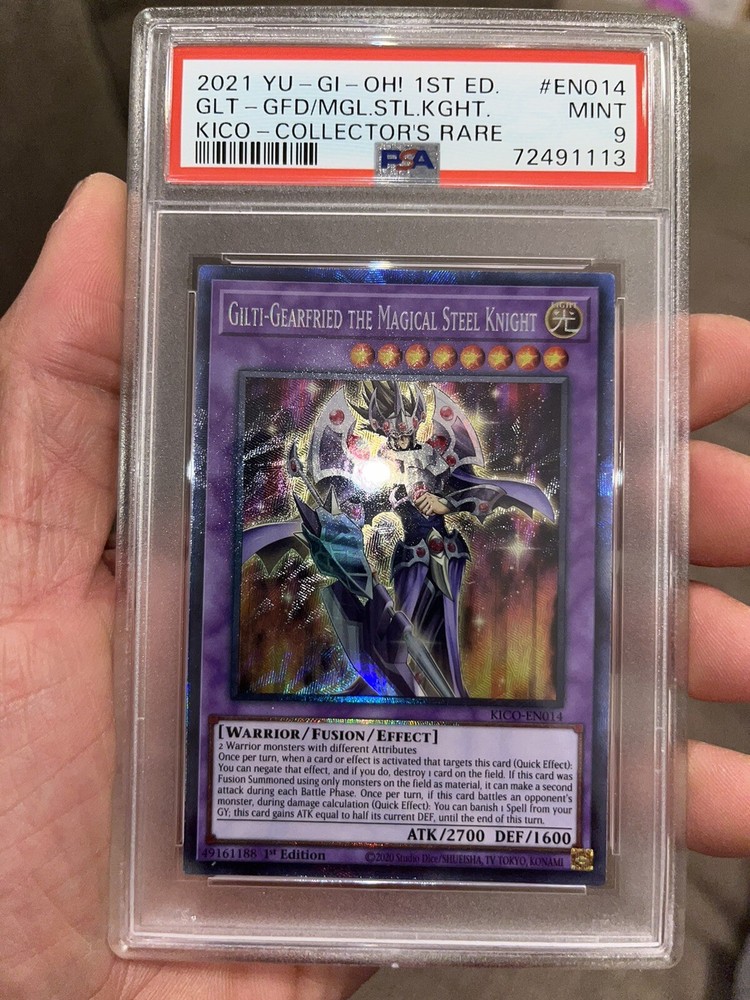 2021 YU-GI-OH! 1ST ED. #EN014
GLT-GFD/MGL.STL.KGHT. MINT
KICO-COLLECTOR'S RARE 9
PSA 72491113
GILTI-GEARFRIED THE MAGICAL STEEL KNIGHT
LIGHT
光
KICO-EN014
[WARRIOR/FUSION/EFFECT]
2 Warrior monsters with different Attributes
Once per turn, when a card or effect is activated that targets this card (Quick Effect):
You can negate that effect, and if you do, destroy 1 card on the field. If this card was
Fusion Summoned using only monsters on the field as material, it can make a second
attack during each Battle Phase. Once per turn, if this card battles an opponent's
monster, during damage calculation (Quick Effect): You can banish 1 Spell from your
GY; this card gains ATK equal to half its current DEF, until the end of this turn.
ATK/2700 DEF/1600
49161188 1st Edition ©2020 Studio Dice/SHUEISHA, TV TOKYO, KONAMI